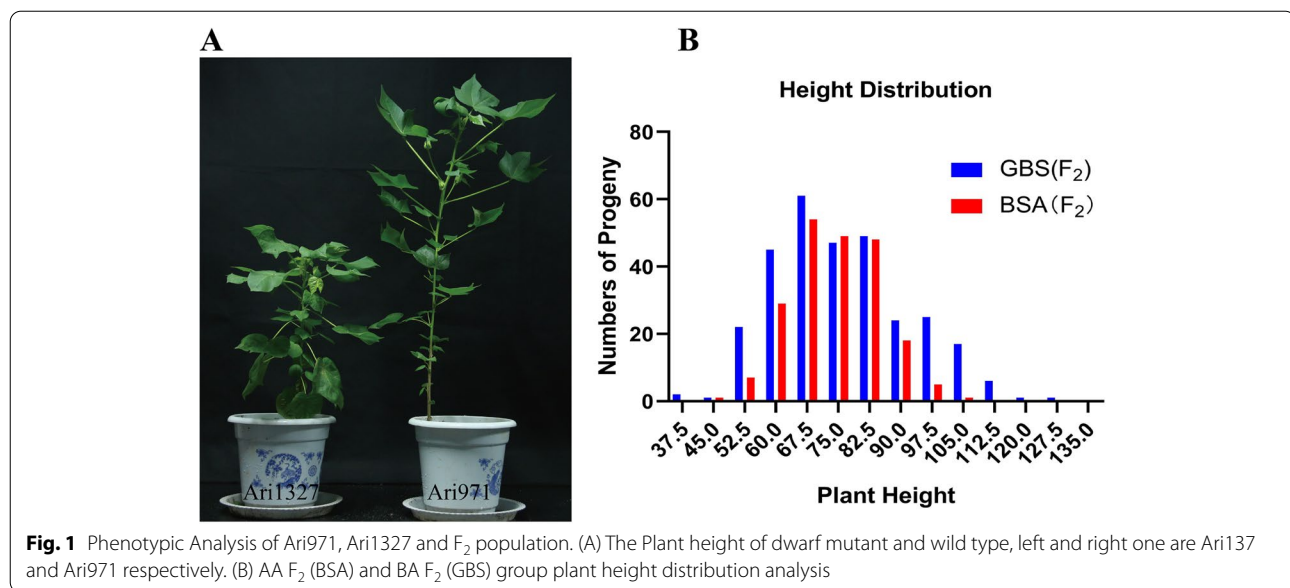 A
Ari1327
Ari971
B
Height Distribution
Numbers of Progeny
80
60
40
20
0
GBS(F₂)
BSA（F₂）
37.5 45.0 52.5 60.0 67.5 75.0 82.5 90.0 97.5 105.0 112.5 120.0 127.5 135.0
Plant Height
Fig. 1 Phenotypic Analysis of Ari971, Ari1327 and F₂ population. (A) The Plant height of dwarf mutant and wild type, left and right one are Ari137
and Ari971 respectively. (B) AA F₂ (BSA) and BA F₂ (GBS) group plant height distribution analysis